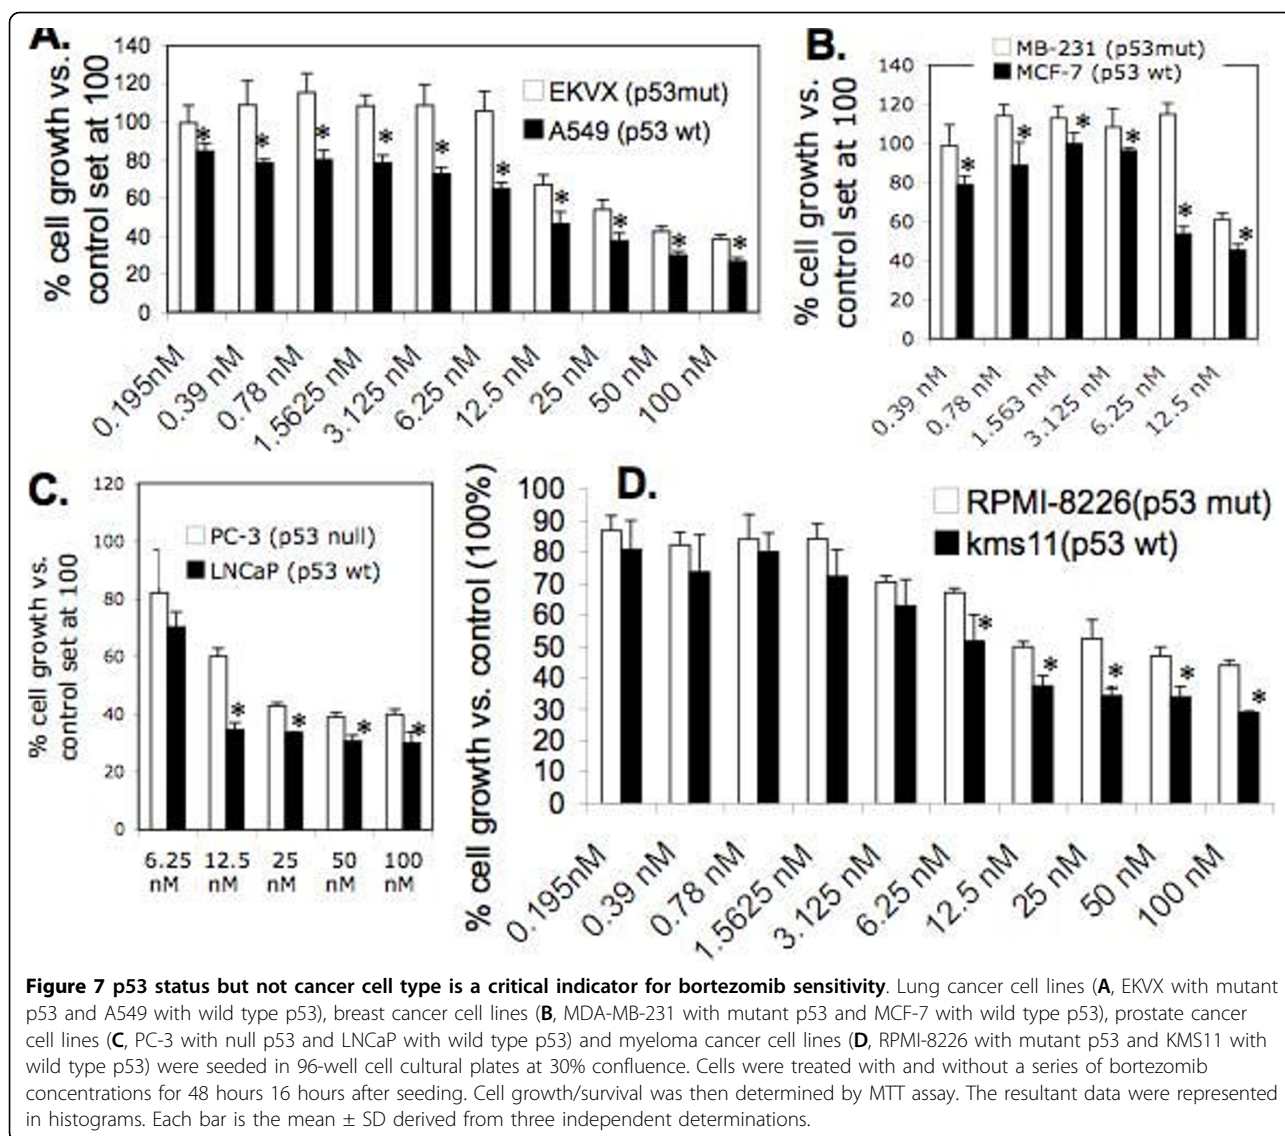 A.
% cell growth vs.
control set at 100
140
120
100
80
60
40
20
0
EKVX (p53mut)
A549 (p53 wt)
* * * * * * * * * *
0.195nM
0.39 nM
0.78 nM
1.5625 nM
3.125 nM
6.25 nM
12.5 nM
25 nM
50 nM
100 nM
B.
% cell growth vs.
control set at 100
MB-231 (p53mut)
MCF-7 (p53 wt)
140
120
100
80
60
40
20
0
* * * * * *
0.39 nM
0.78 nM
1.563 nM
3.125 nM
6.25 nM
12.5 nM
C.
% cell growth vs.
control set at 100
120
100
80
60
40
20
0
PC-3 (p53 null)
LNCaP (p53 wt)
* * * *
6.25 12.5 25 50 100
nM nM nM nM nM
D.
% cell growth vs. control (100%)
100
90
80
70
60
50
40
30
20
10
0
RPMI-8226(p53 mut)
kms11(p53 wt)
* * * * *
0.195nM
0.39 nM
0.78 nM
1.5625 nM
3.125 nM
6.25 nM
12.5 nM
25 nM
50 nM
100 nM
Figure 7 p53 status but not cancer cell type is a critical indicator for bortezomib sensitivity. Lung cancer cell lines (A, EKVX with mutant
p53 and A549 with wild type p53), breast cancer cell lines (B, MDA-MB-231 with mutant p53 and MCF-7 with wild type p53), prostate cancer
cell lines (C, PC-3 with null p53 and LNCaP with wild type p53) and myeloma cancer cell lines (D, RPMI-8226 with mutant p53 and KMS11 with
wild type p53) were seeded in 96-well cell cultural plates at 30% confluence. Cells were treated with and without a series of bortezomib
concentrations for 48 hours 16 hours after seeding. Cell growth/survival was then determined by MTT assay. The resultant data were represented
in histograms. Each bar is the mean ± SD derived from three independent determinations.